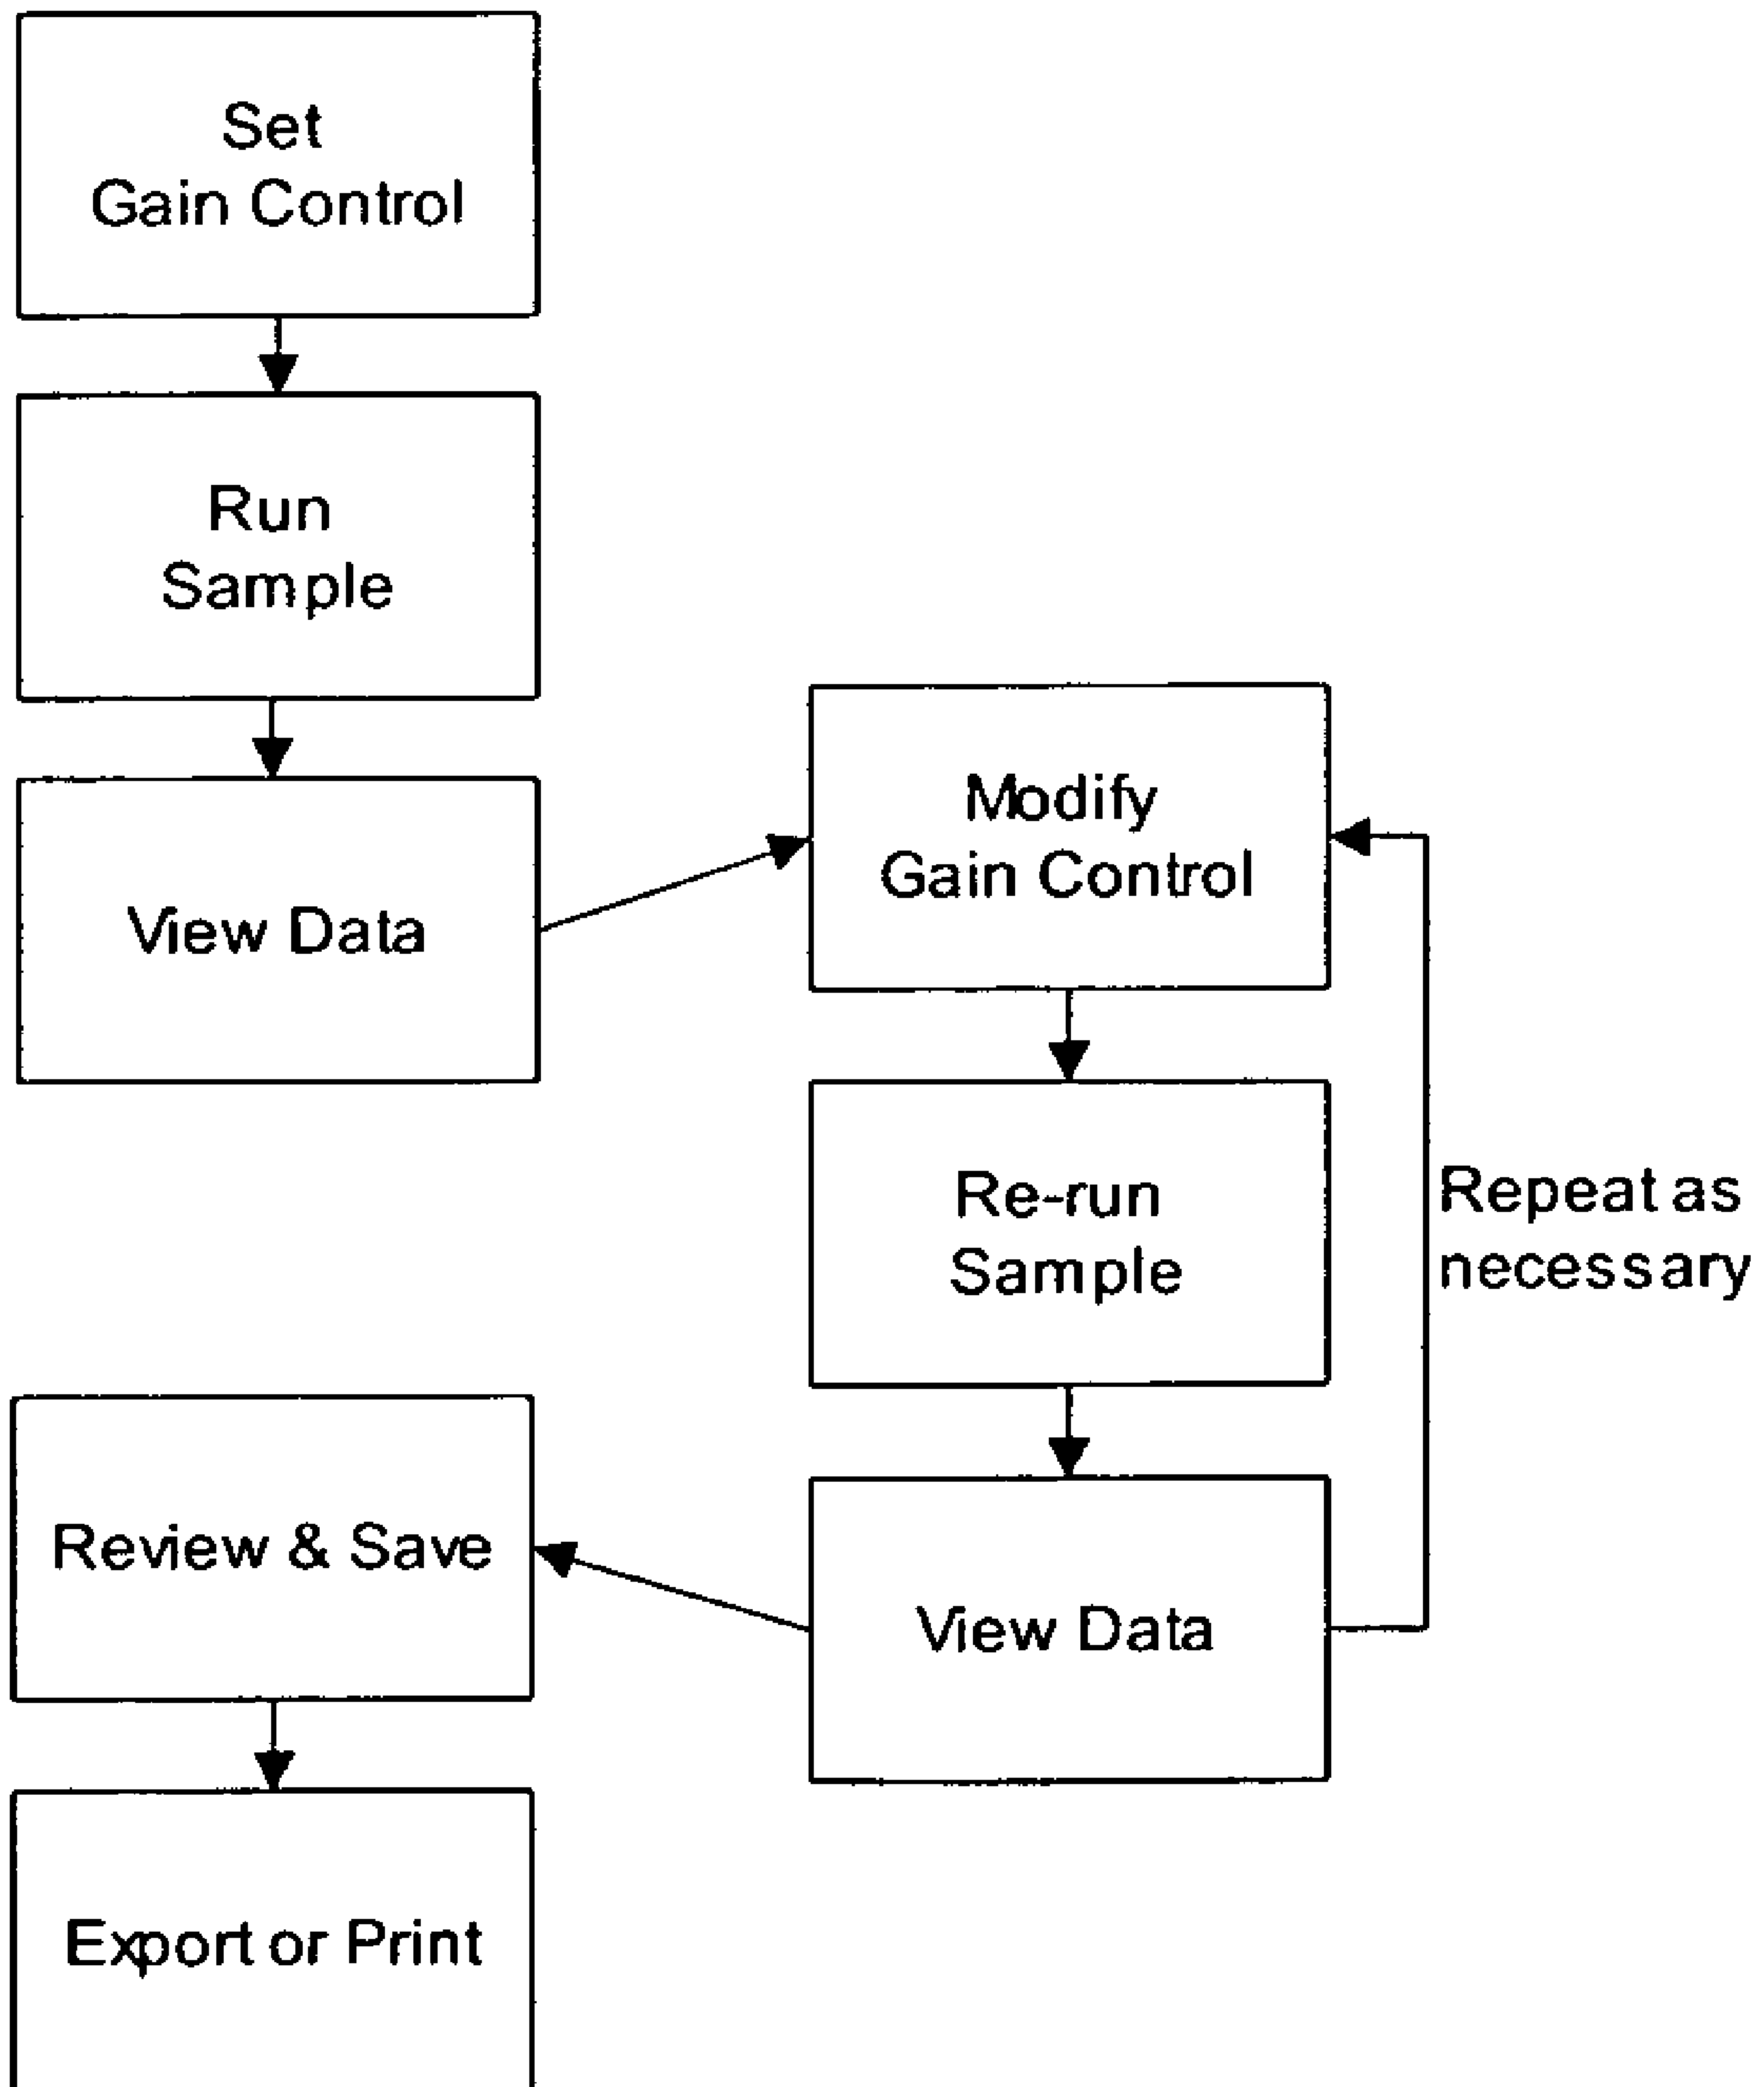 Set
Gain Control
Run
Sample
View Data
Modify
Gain Control
Re-run
Sample
Repeat as
necessary
View Data
Review & Save
Export or Print